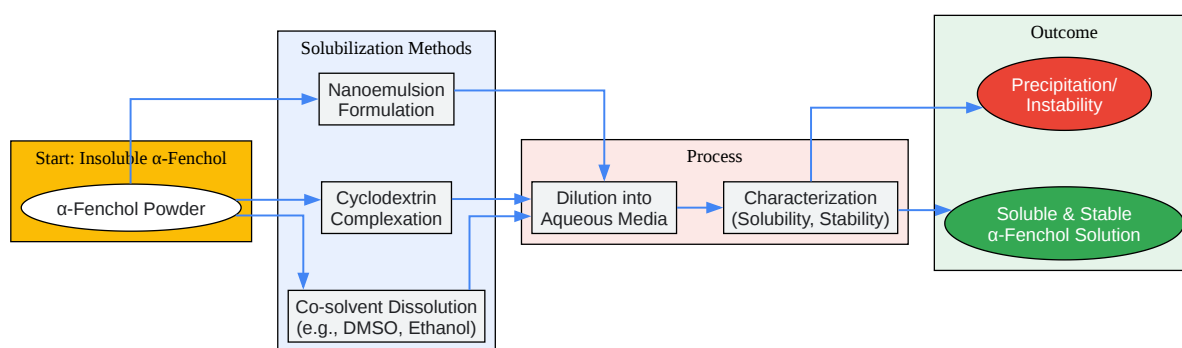 Start: Insoluble α-Fenchol
α-Fenchol Powder
Solubilization Methods
Nanoemulsion
Formulation
Cyclodextrin
Complexation
Co-solvent Dissolution
(e.g., DMSO, Ethanol)
Process
Dilution into
Aqueous Media
Characterization
(Solubility, Stability)
Outcome
Precipitation/
Instability
Soluble & Stable
α-Fenchol Solution